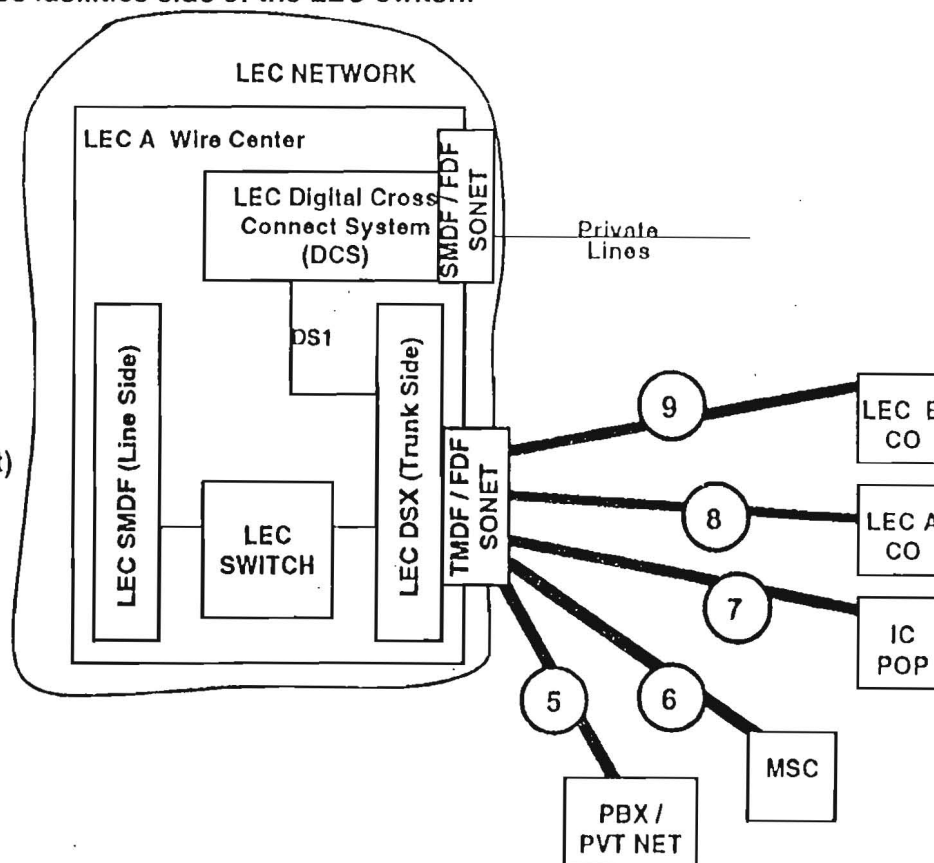 LEC NETWORK
LEC A Wire Center
LEC Digital Cross
Connect System
(DCS)
SMDF / FDF
SONET
Private
Lines
DS1
LEC SMDF (Line Side)
LEC
SWITCH
LEC DSX (Trunk Side)
TMDF / FDF
SONET
9
LEC
CO
8
LEC A
CO
7
IC
POP
6
MSC
5
PBX /
PVT NET